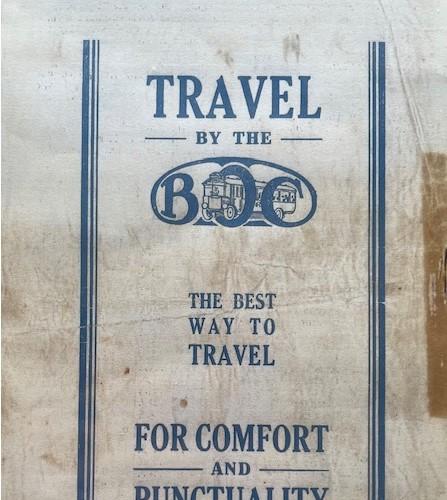 TRAVEL
BY THE
BOC
THE BEST
WAY TO
TRAVEL
FOR COMFORT
AND
PUNCTUALITY